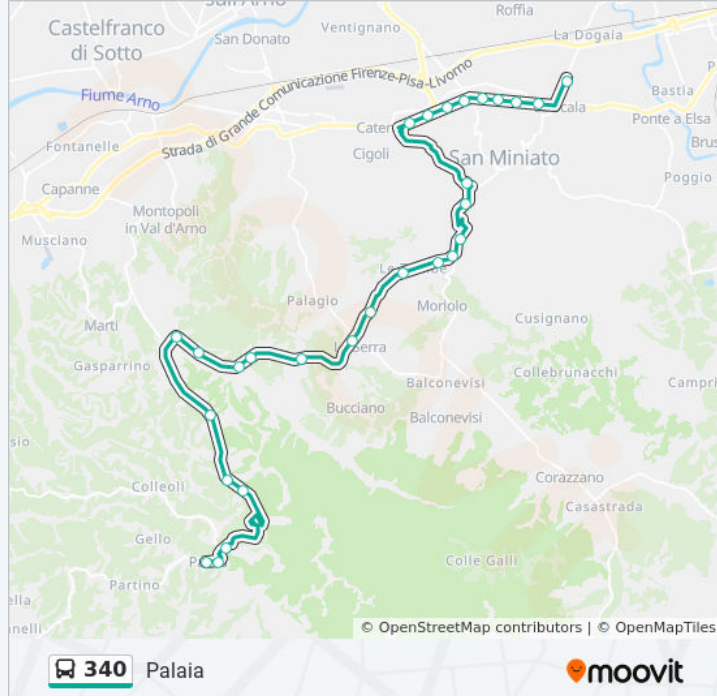 Roffia
Castelfranco
di Sotto
San Donato
Ventignano
La Dogaia
Fiume Arno
Strada di Grande Comunicazione Firenze-Pisa-Livorno
Bastia
Ponte a Elsa
Fontanelle
Cigoli
San Miniato
Capanne
Poggio
Montopoli
in Val d'Arno
Musciano
Palagio
Moriolo
Marti
Cusignano
Gasparrino
Balconevisi
Collebrunacchi
Bucciano
Balconevisi
Corazzano
Colleoli
Casastrada
Gello
Colle Galli
Partino
© OpenStreetMap contributors | © OpenMapTiles
340 Palaia
moovit